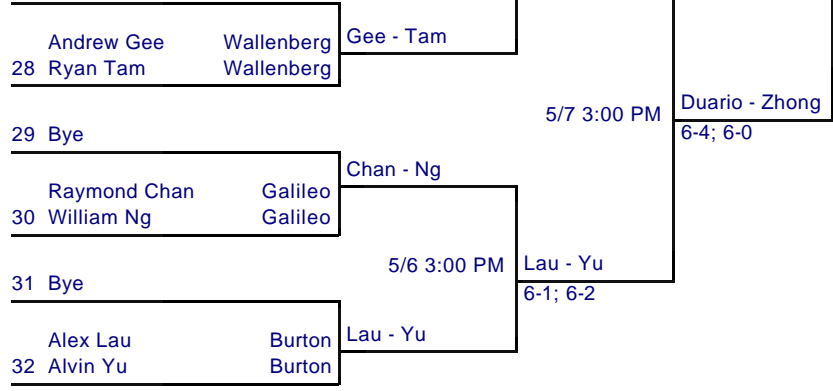 Andrew Gee Wallenberg
28 Ryan Tam Wallenberg
Gee - Tam
29 Bye
Raymond Chan Galileo
30 William Ng Galileo
Chan - Ng
31 Bye
Alex Lau Burton
32 Alvin Yu Burton
Lau - Yu
5/6 3:00 PM
Lau - Yu
6-1; 6-2
5/7 3:00 PM
Duario - Zhong
6-4; 6-0